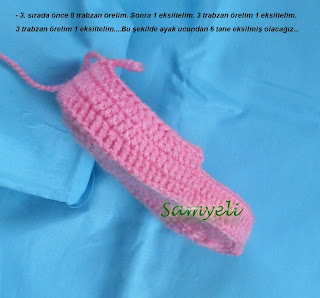 - 3. sırada önce 8 trabzan örelim. Sonra 1 eksiltelim. 3 trabzan örelim 1 eksiltelim.
3 trabzan örelim 1 eksiltelim....Bu şekilde ayak ucundan 6 tane eksilmiş olacağız...
Samyeli